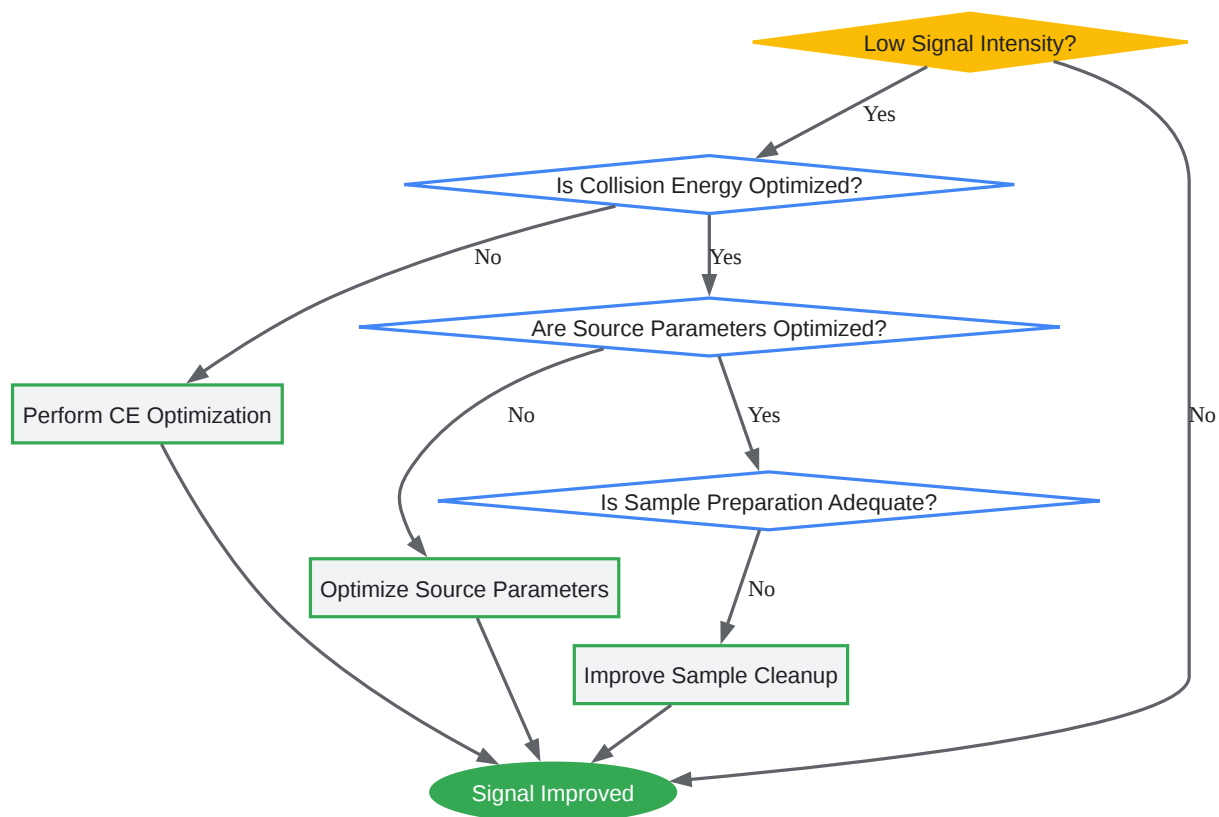 Low Signal Intensity?
Yes
Is Collision Energy Optimized?
No
Yes
Are Source Parameters Optimized?
Perform CE Optimization
No
Yes
No
Is Sample Preparation Adequate?
Optimize Source Parameters
No
Improve Sample Cleanup
Signal Improved